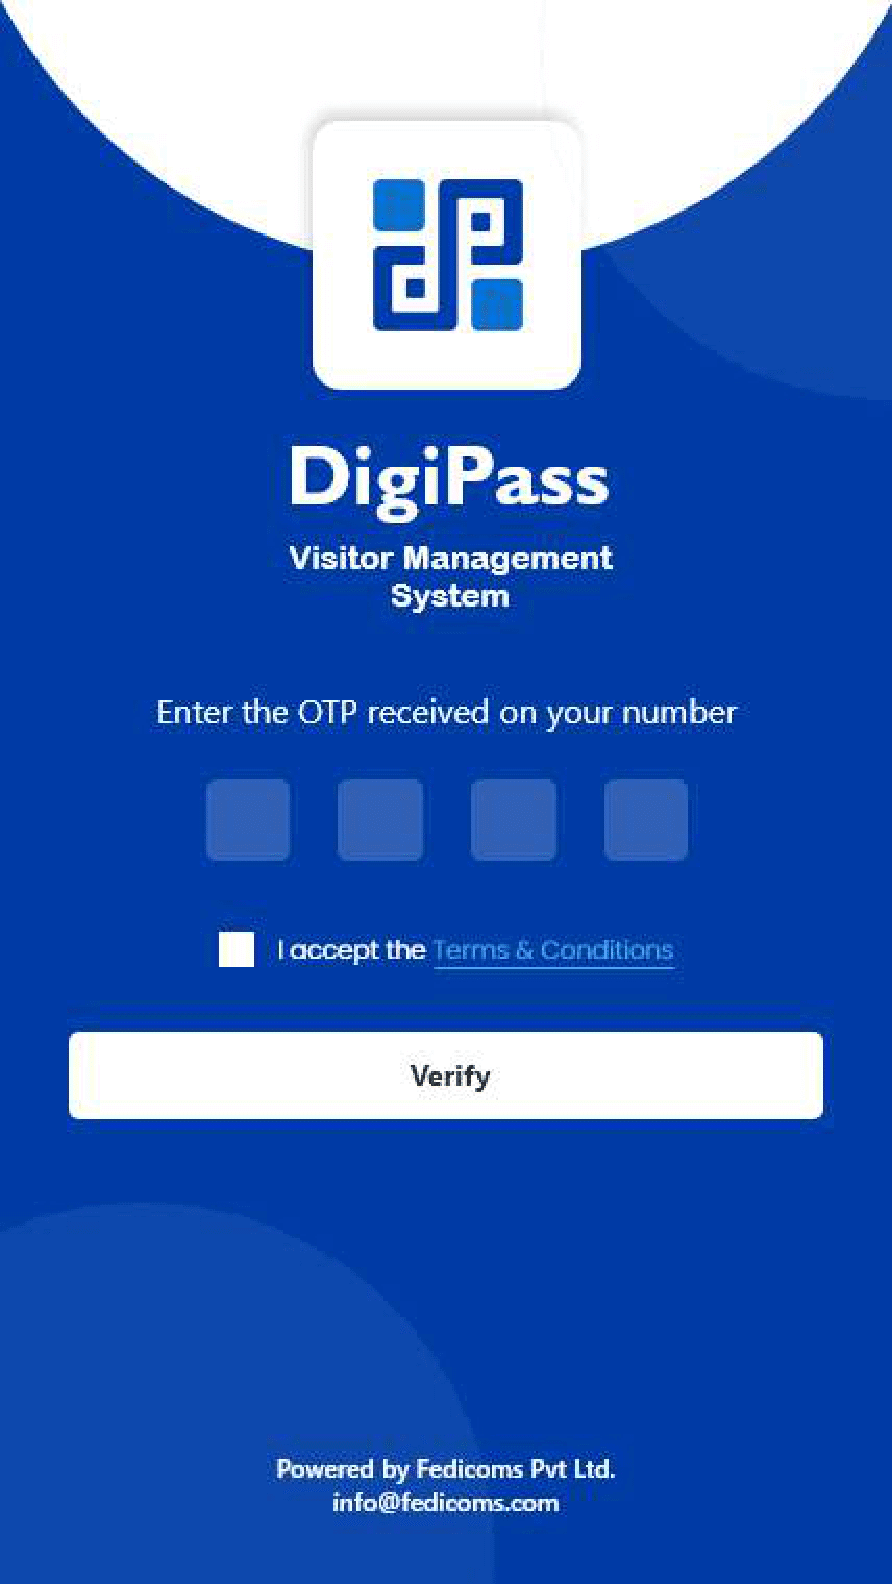 dP
DigiPass
Visitor Management
System
Enter the OTP received on your number
I accept the Terms & Conditions
Verify
Powered by Fedicoms Pvt Ltd.
info@fedicoms.com